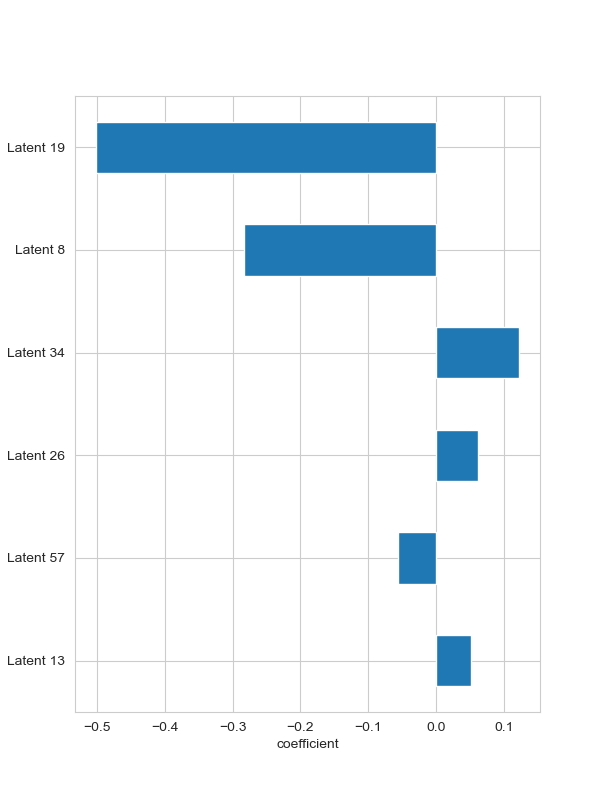 Latent 19
Latent 8
Latent 34
Latent 26
Latent 57
Latent 13
−0.5 −0.4 −0.3 −0.2 −0.1 0.0 0.1
coefficient